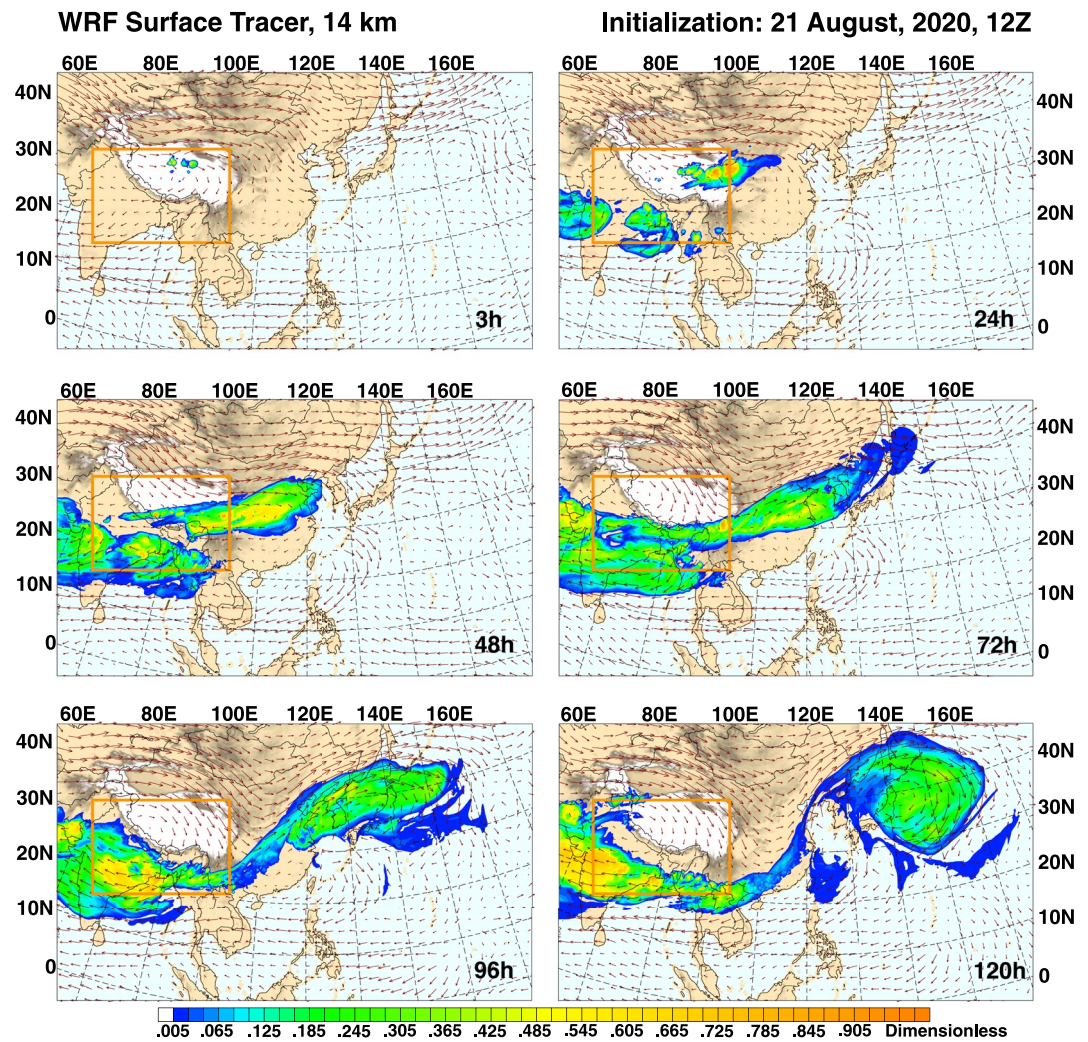 WRF Surface Tracer, 14 km
Initialization: 21 August, 2020, 12Z
60E 80E 100E 120E 140E 160E
40N
30N
20N
10N
0
3h
60E 80E 100E 120E 140E 160E
40N
30N
20N
10N
0
24h
60E 80E 100E 120E 140E 160E
40N
30N
20N
10N
0
48h
60E 80E 100E 120E 140E 160E
40N
30N
20N
10N
0
72h
60E 80E 100E 120E 140E 160E
40N
30N
20N
10N
0
96h
60E 80E 100E 120E 140E 160E
40N
30N
20N
10N
0
120h
.005 .065 .125 .185 .245 .305 .365 .425 .485 .545 .605 .665 .725 .785 .845 .905 Dimensionless